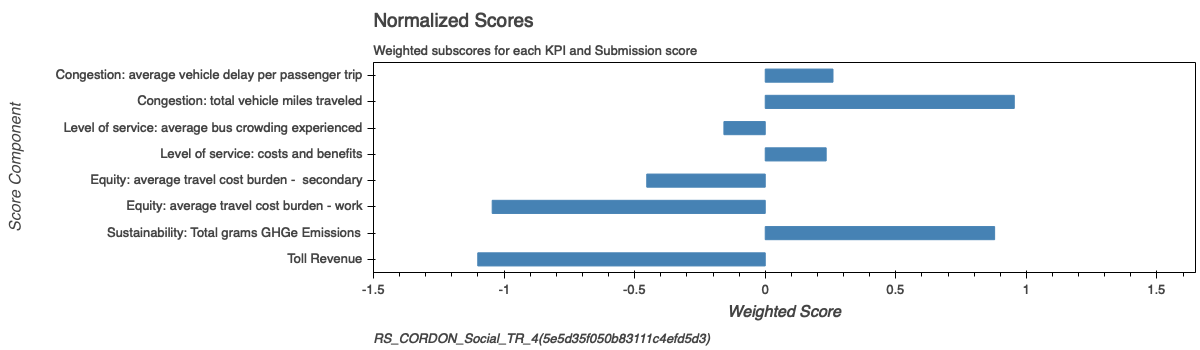 Normalized Scores
Weighted subscores for each KPI and Submission score
Score Component
Congestion: average vehicle delay per passenger trip
Congestion: total vehicle miles traveled
Level of service: average bus crowding experienced
Level of service: costs and benefits
Equity: average travel cost burden -  secondary
Equity: average travel cost burden - work
Sustainability: Total grams GHGe Emissions
Toll Revenue
-1.5 -1 -0.5 0 0.5 1 1.5
Weighted Score
RS_CORDON_Social_TR_4(5e5d35f050b83111c4efd5d3)